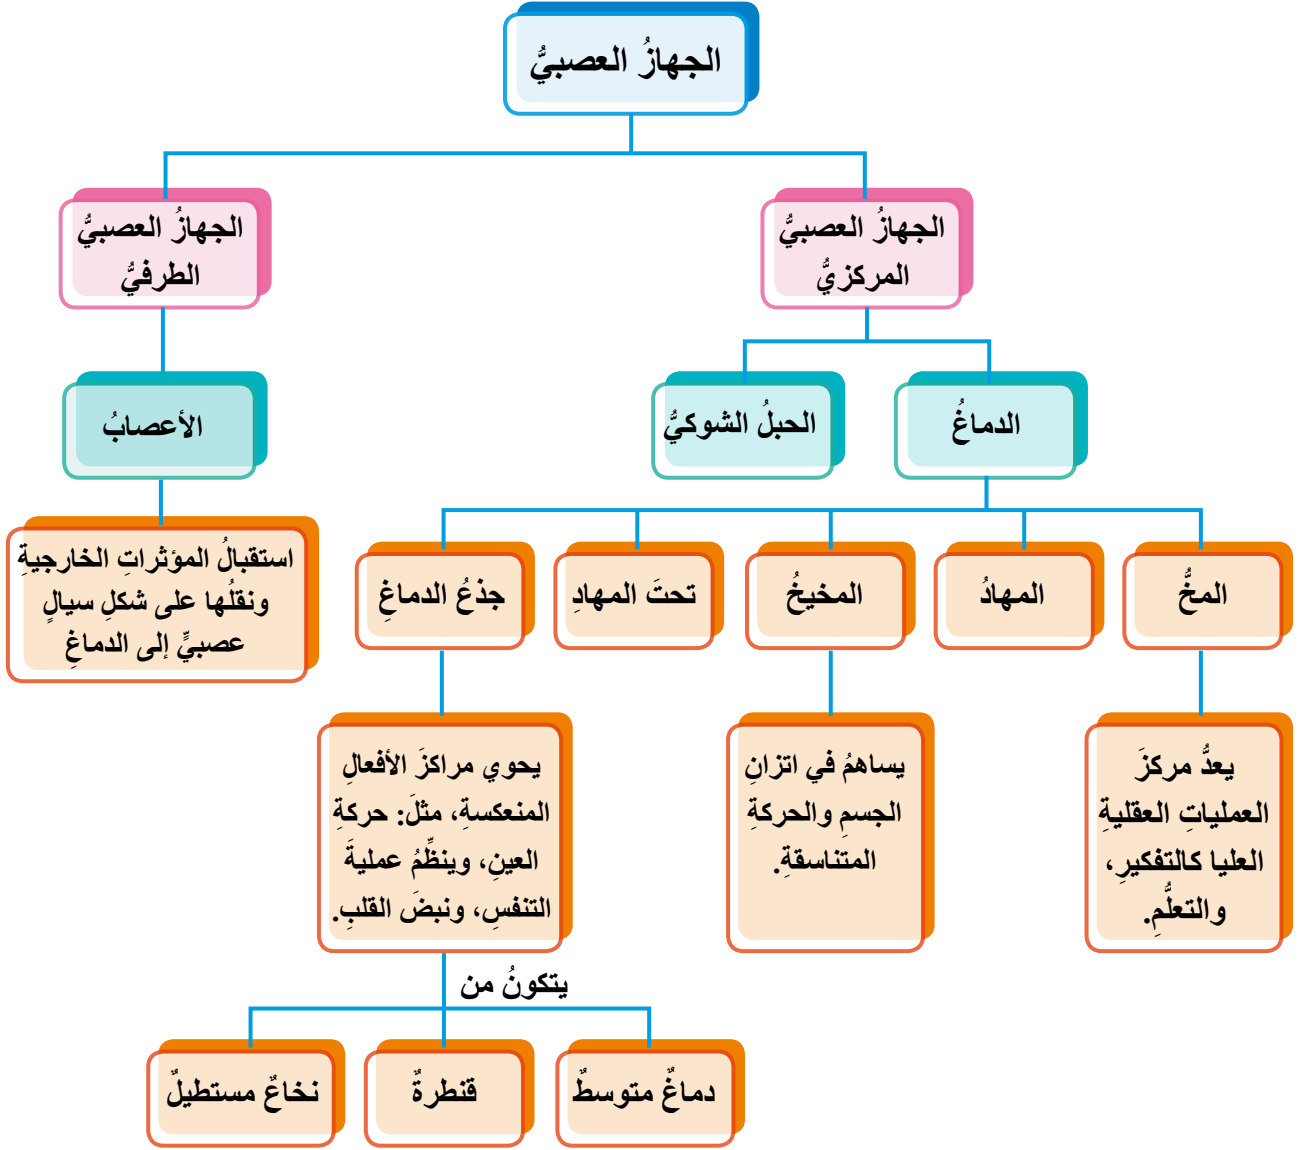 الجهازُ العصبيُّ
الجهازُ العصبيُّ
المركزيُّ
الجهازُ العصبيُّ
الطرفيُّ
الدماغُ
الحبلُ الشوكيُّ
الأعصابُ
المخُّ
المهادُ
المخيخُ
تحتَ المهادِ
جذعُ الدماغِ
استقبالُ المؤثراتِ الخارجيةِ
ونقلُها على شكلِ سيالٍ
عصبيٍّ إلى الدماغِ
يعدُّ مركزَ
العملياتِ العقليةِ
العليا كالتفكيرِ،
والتعلُّمِ.
يساهمُ في اتزانِ
الجسمِ والحركةِ
المتناسقةِ.
يحوي مراكزَ الأفعالِ
المنعكسةِ، مثلَ: حركةِ
العينِ، وينظِّمُ عمليةَ
التنفسِ، ونبضَ القلبِ.
يتكونُ من
دماغٌ متوسطٌ
قنطرةٌ
نخاعٌ مستطيلٌ